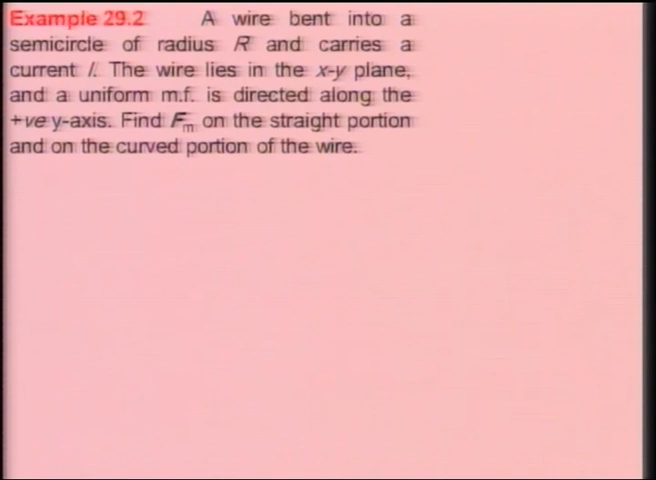 Example 29.2 A wire bent into a
semicircle of radius R and carries a
current I. The wire lies in the x-y plane,
and a uniform m.f. is directed along the
+ve y-axis. Find Fm on the straight portion
and on the curved portion of the wire.